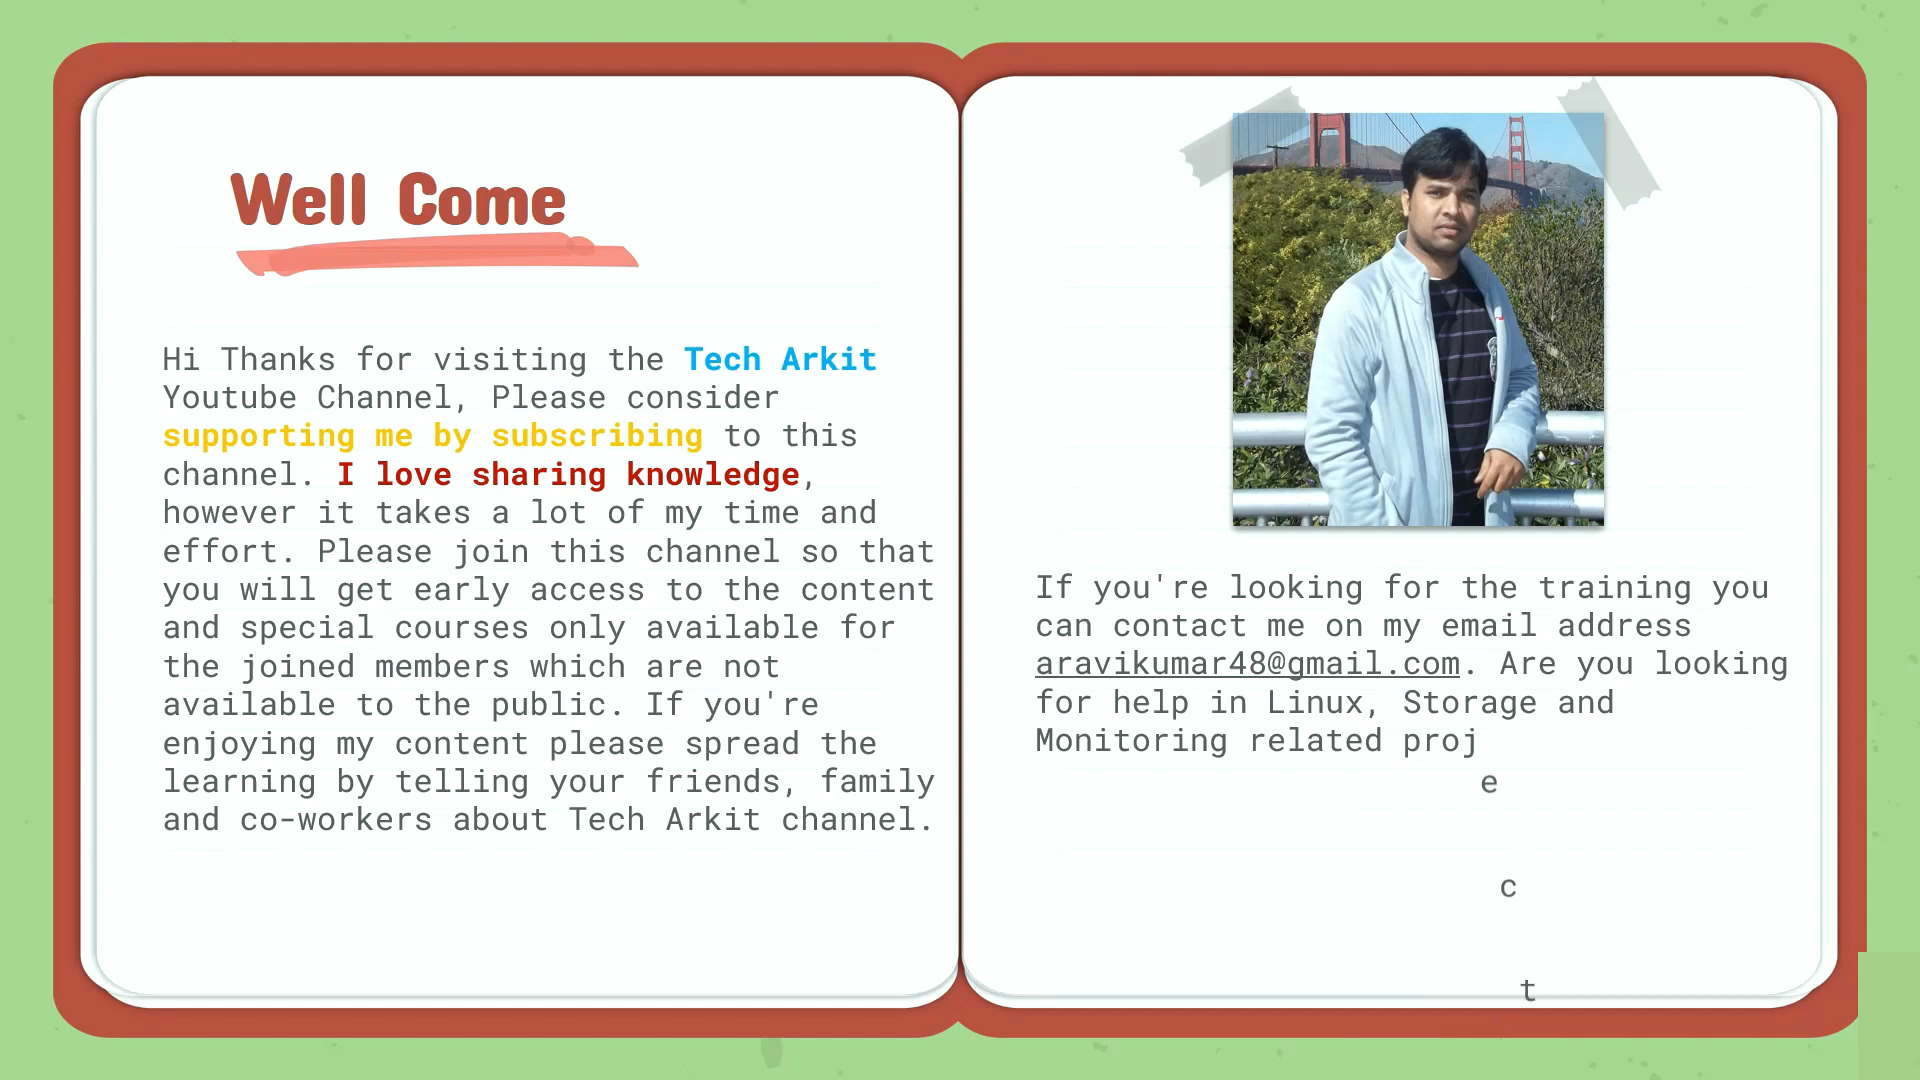 Well Come
Hi Thanks for visiting the Tech Arkit
Youtube Channel, Please consider
supporting me by subscribing to this
channel. I love sharing knowledge,
however it takes a lot of my time and
effort. Please join this channel so that
you will get early access to the content
and special courses only available for
the joined members which are not
available to the public. If you're
enjoying my content please spread the
learning by telling your friends, family
and co-workers about Tech Arkit channel.
If you're looking for the training you
can contact me on my email address
aravikumar48@gmail.com. Are you looking
for help in Linux, Storage and
Monitoring related proj
e
c
t